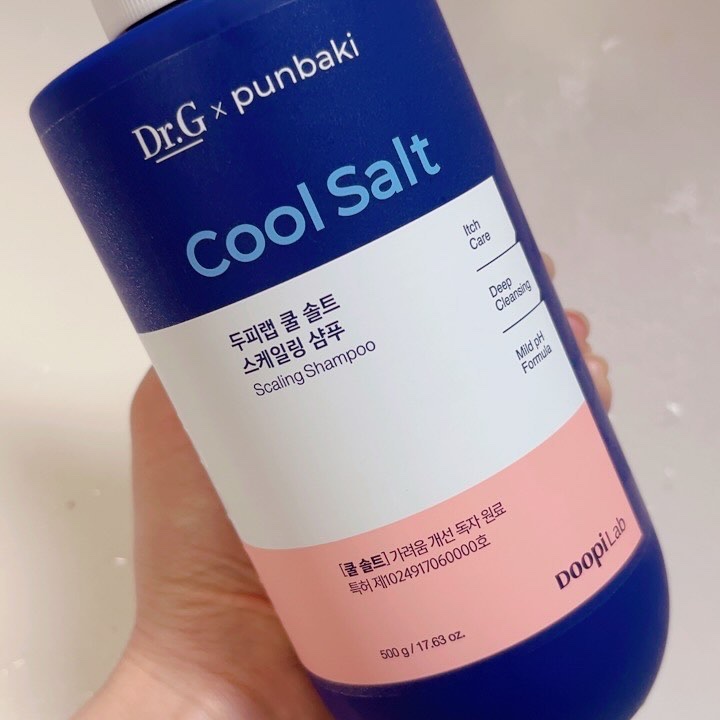 Dr.G × punbaki
Cool Salt
Itch
Care
Deep
Cleansing
Mild pH
Formula
두피랩 쿨 솔트
스케일링 샴푸
Scaling Shampoo
[쿨 솔트] 가려움 개선 독자 원료
특허 제1024917060000호
DOOpiLab
500 g / 17.63 oz.